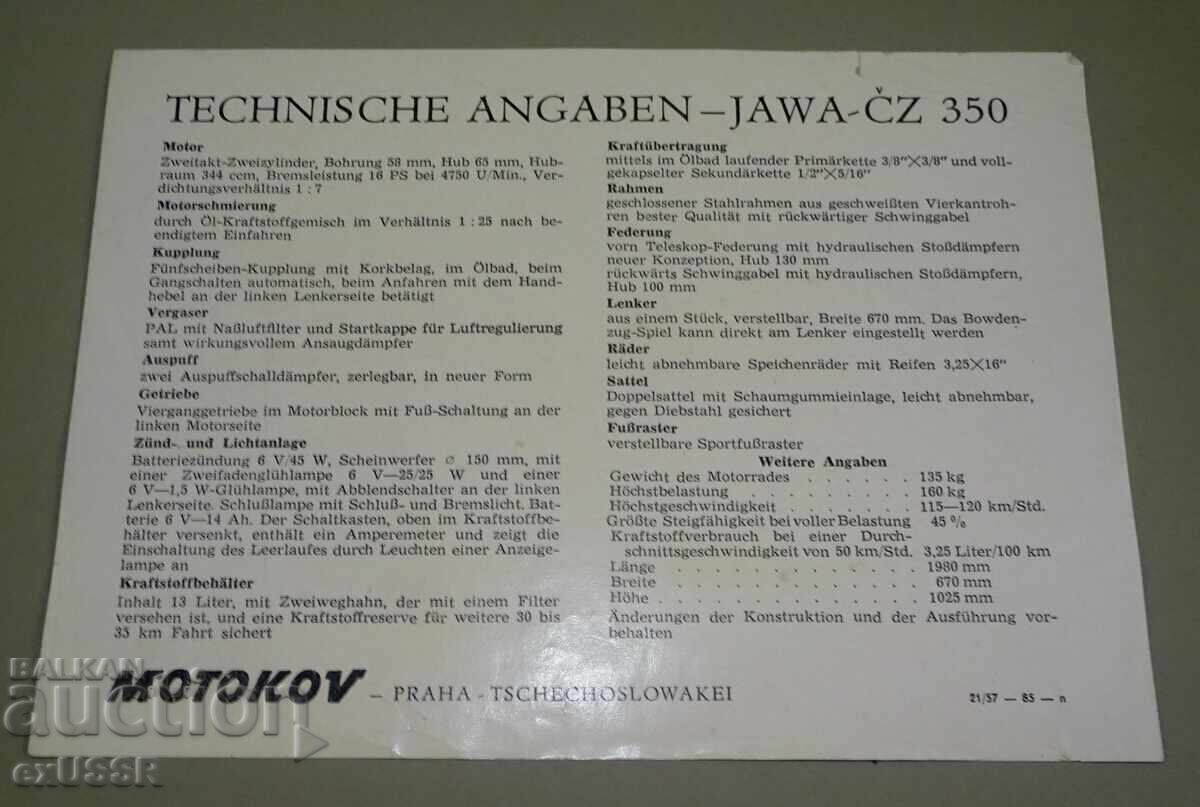 TECHNISCHE ANGABEN – JAWA-ČZ 350
Motor
Zweitakt-Zweizylinder, Bohrung 58 mm, Hub 65 mm, Hub-
raum 344 ccm, Bremsleistung 16 PS bei 4750 U/Min., Ver-
dichtungsverhältnis 1 : 7
Motorschmierung
durch Öl-Kraftstoffgemisch im Verhältnis 1 : 25 nach be-
endigtem Einfahren
Kupplung
Fünfscheiben-Kupplung mit Korkbelag, im Ölbad, beim
Gangschalten automatisch, beim Anfahren mit dem Hand-
hebel an der linken Lenkerseite betätigt
Vergaser
PAL mit Naßluftfilter und Startkappe für Luftregulierung
samt wirkungsvollem Ansaugdämpfer
Auspuff
zwei Auspuffschalldämpfer, zerlegbar, in neuer Form
Getriebe
Vierganggetriebe im Motorblock mit Fuß-Schaltung an der
linken Motorseite
Zünd- und Lichtanlage
Batteriezündung 6 V/45 W, Scheinwerfer ⌀ 150 mm, mit
einer Zweifadenglühlampe 6 V—25/25 W und einer
6 V—1,5 W-Glühlampe, mit Abblendschalter an der linken
Lenkerseite. Schlußlampe mit Schluß- und Bremslicht. Bat-
terie 6 V—14 Ah. Der Schaltkasten, oben im Kraftstoffbe-
hälter versenkt, enthält ein Amperemeter und zeigt die
Einschaltung des Leerlaufes durch Leuchten einer Anzeige-
lampe an
Kraftstoffbehälter
Inhalt 13 Liter, mit Zweiweghahn, der mit einem Filter
versehen ist, und eine Kraftstoffreserve für weitere 30 bis
35 km Fahrt sichert
Kraftübertragung
mittels im Ölbad laufender Primärkette 3/8"×3/8" und voll-
gekapselter Sekundärkette 1/2"×5/16"
Rahmen
geschlossener Stahlrahmen aus geschweißten Vierkantroh-
ren bester Qualität mit rückwärtiger Schwinggabel
Federung
vorn Teleskop-Federung mit hydraulischen Stoßdämpfern
neuer Konzeption, Hub 130 mm
rückwärts Schwinggabel mit hydraulischen Stoßdämpfern,
Hub 100 mm
Lenker
aus einem Stück, verstellbar, Breite 670 mm. Das Bowden-
zug-Spiel kann direkt am Lenker eingestellt werden
Räder
leicht abnehmbare Speichenräder mit Reifen 3,25×16"
Sattel
Doppelsattel mit Schaumgummieinlage, leicht abnehmbar,
gegen Diebstahl gesichert
Fußraster
verstellbare Sportfußraster
Weitere Angaben
Gewicht des Motorrades . . . . . . 135 kg
Höchstbelastung . . . . . . . . 160 kg
Höchstgeschwindigkeit . . . . . . 115—120 km/Std.
Größte Steigfähigkeit bei voller Belastung 45 %
Kraftstoffverbrauch bei einer Durch-
schnittsgeschwindigkeit von 50 km/Std. 3,25 Liter/100 km
Länge . . . . . . . . . . . . 1980 mm
Breite . . . . . . . . . . . . 670 mm
Höhe . . . . . . . . . . . . . 1025 mm
Änderungen der Konstruktion und der Ausführung vor-
behalten
MOTOKOV – PRAHA - TSCHECHOSLOWAKEI
21/57 — 85 — n
BALKAN
auction
exUSSR